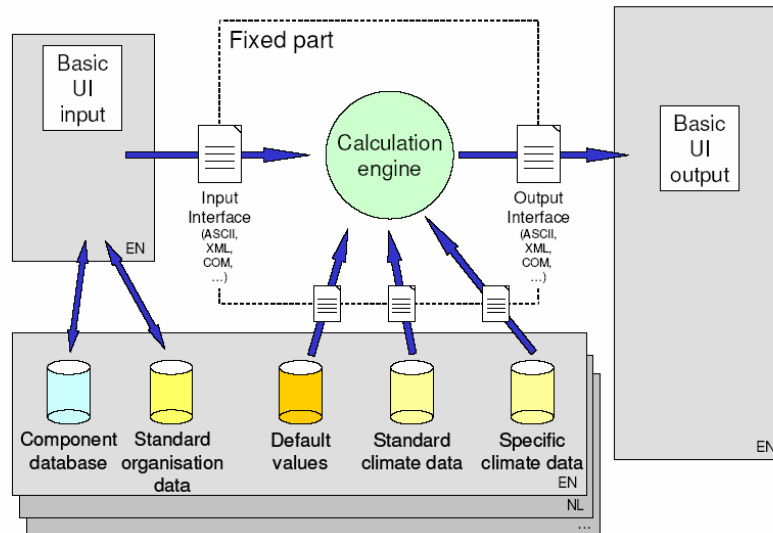 Fixed part
Basic
UI
input
EN
Input
Interface
(ASCII,
XML,
COM,
...)
Calculation
engine
Output
Interface
(ASCII,
XML,
COM,
...)
Basic
UI
output
EN
Component
database
Standard
organisation
data
Default
values
Standard
climate data
Specific
climate data
EN
NL
...